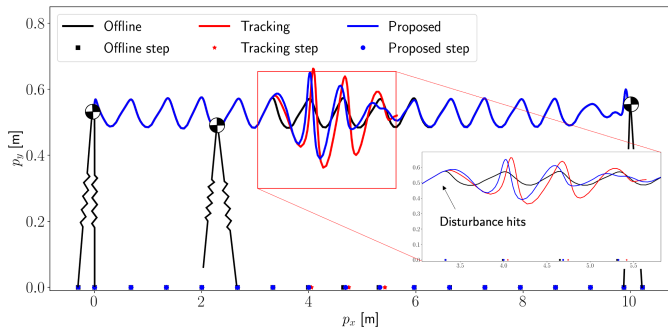 Offline Tracking Proposed
Offline step Tracking step Proposed step
0.8
0.6
0.4
0.2
0.0
p_y [m]
0.6
0.5
0.4
0.3
0.2
0.1
0.0
Disturbance hits
3.5 4.0 4.5 5.0 5.5
0 2 4 6 8 10
p_x [m]